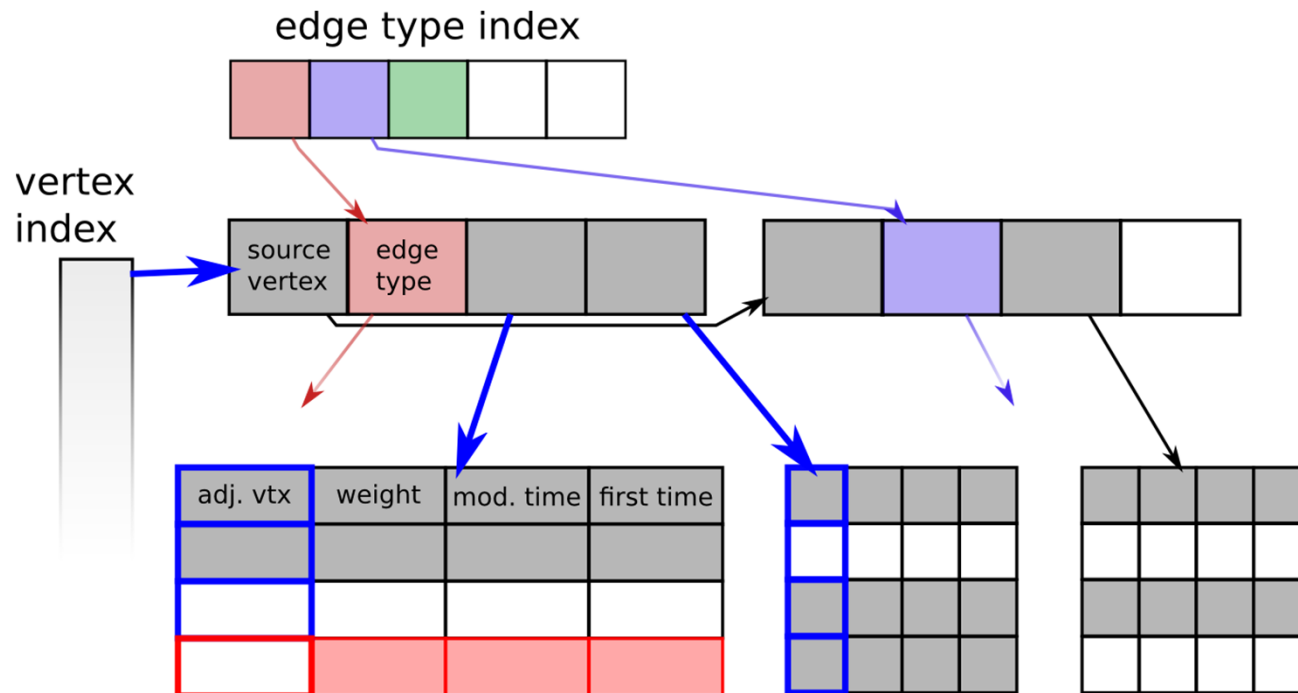 edge type index
vertex
index
source
vertex
edge
type
adj. vtx
weight
mod. time
first time